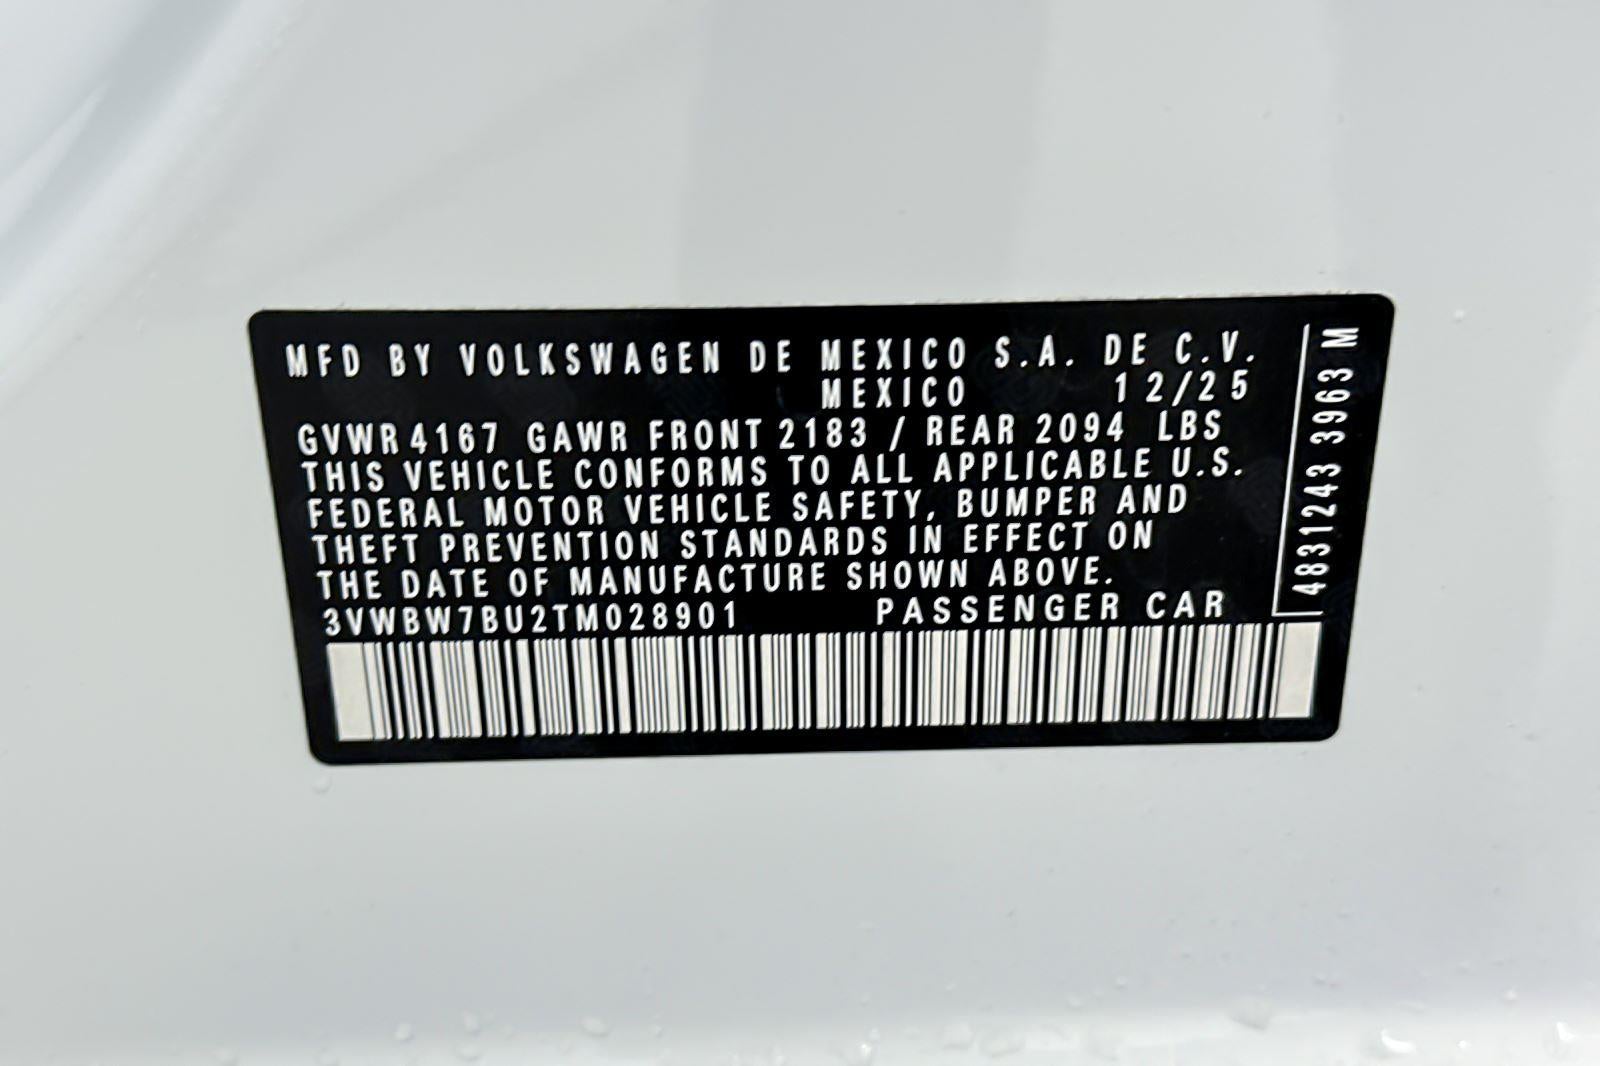 MFD BY VOLKSWAGEN DE MEXICO S.A. DE C.V.
MEXICO 12/25
GVWR 4167 GAWR FRONT 2183 / REAR 2094 LBS
THIS VEHICLE CONFORMS TO ALL APPLICABLE U.S.
FEDERAL MOTOR VEHICLE SAFETY, BUMPER AND
THEFT PREVENTION STANDARDS IN EFFECT ON
THE DATE OF MANUFACTURE SHOWN ABOVE.
3VWBW7BU2TM028901 PASSENGER CAR
4831243 3963 M